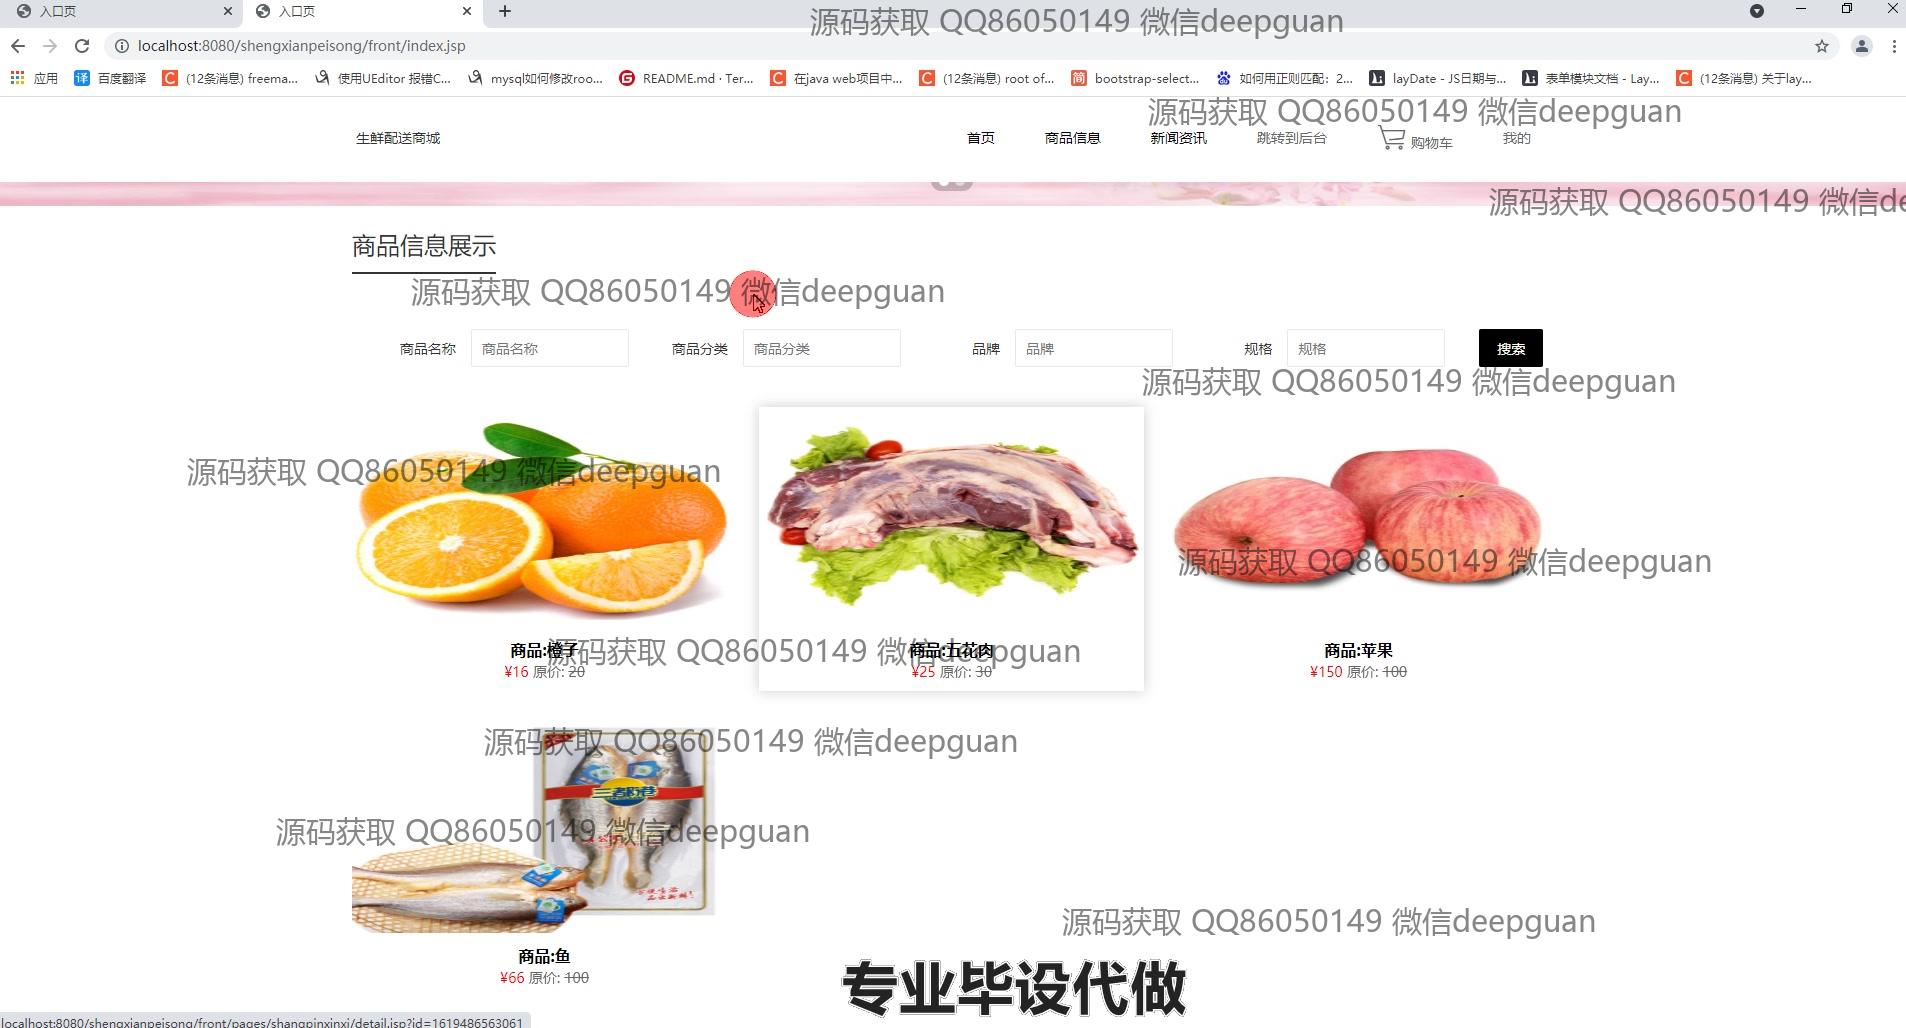 入口页
入口页
源码获取 QQ86050149 微信deepguan
localhost:8080/shengxianpeisong/front/index.jsp
应用 百度翻译 (12条消息) freema... 使用UEditor 报错C... mysql如何修改roo... README.md · Ter... 在java web项目中... (12条消息) root of... bootstrap-select... 如何用正则匹配：2... layDate - JS日期与... 表单模块文档 - Lay... (12条消息) 关于lay...
源码获取 QQ86050149 微信deepguan
生鲜配送商城 首页 商品信息 新闻资讯 跳转到后台 购物车 我的
源码获取 QQ86050149 微信de
商品信息展示
源码获取 QQ86050149 微信deepguan
商品名称 商品名称 商品分类 商品分类 品牌 品牌 规格 规格 搜索
源码获取 QQ86050149 微信deepguan
源码获取 QQ86050149 微信deepguan
源码获取 QQ86050149 微信deepguan
商品:橙子
¥16 原价: 20
源码获取 QQ86050149 微信deepguan
商品:五花肉
¥25 原价: 30
商品:苹果
¥150 原价: 100
源码获取 QQ86050149 微信deepguan
三都港
源码获取 QQ86050149 微信deepguan
商品:鱼
¥66 原价: 100
源码获取 QQ86050149 微信deepguan
专业毕设代做
localhost:8080/shengxianpeisong/front/pages/shangpinxinxi/detail.jsp?id=1619486563061